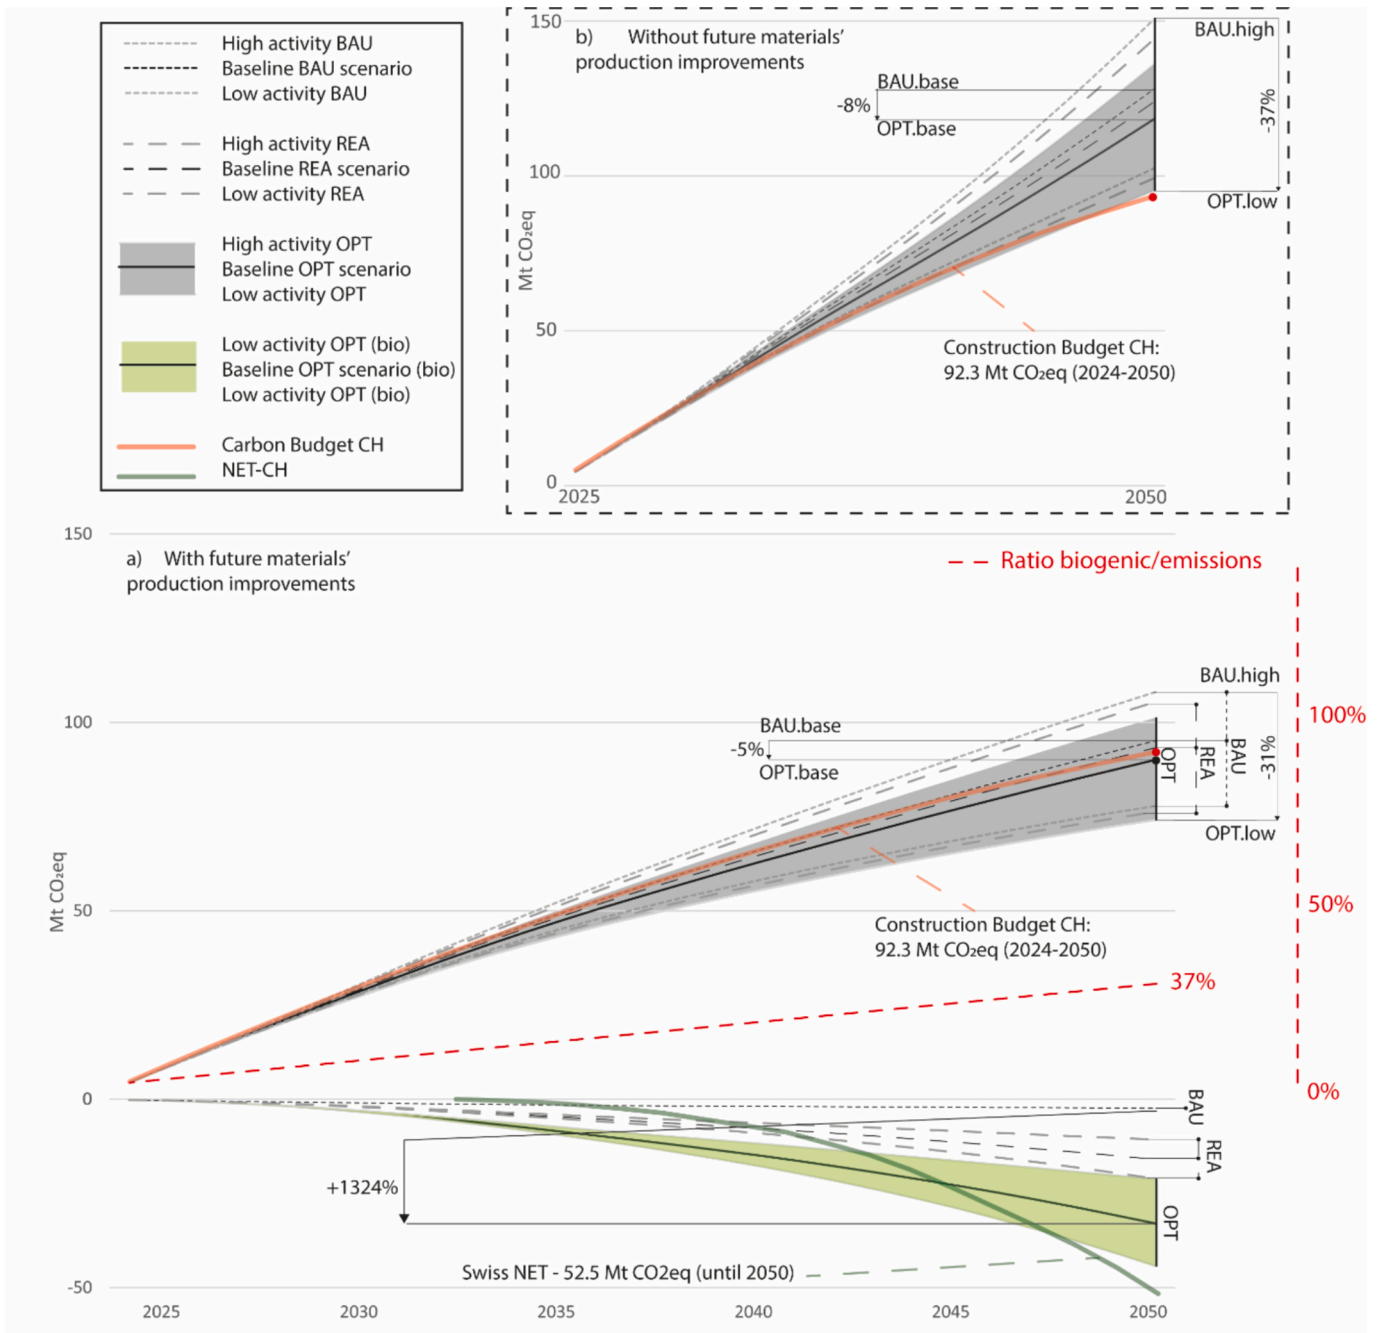 High activity BAU
Baseline BAU scenario
Low activity BAU
High activity REA
Baseline REA scenario
Low activity REA
High activity OPT
Baseline OPT scenario
Low activity OPT
Low activity OPT (bio)
Baseline OPT scenario (bio)
Low activity OPT (bio)
Carbon Budget CH
NET-CH
150
b) Without future materials’
production improvements
BAU.high
BAU.base
-8%
OPT.base
-37%
100
OPT.low
Mt CO₂eq
50
Construction Budget CH:
92.3 Mt CO₂eq (2024-2050)
0
2025
2050
150
a) With future materials’
production improvements
Ratio biogenic/emissions
BAU.high
100
100%
BAU.base
-5%
OPT.base
OPT
REA
BAU
-31%
OPT.low
Mt CO₂eq
50
50%
Construction Budget CH:
92.3 Mt CO₂eq (2024-2050)
37%
0
0%
BAU
REA
+1324%
OPT
Swiss NET - 52.5 Mt CO2eq (until 2050)
-50
2025
2030
2035
2040
2045
2050